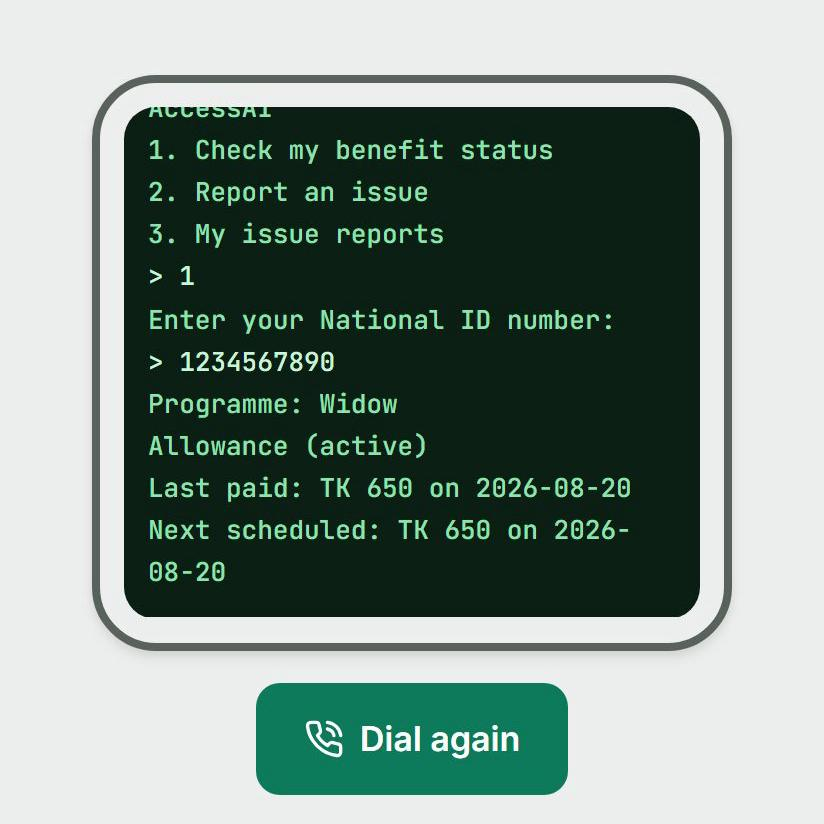 AccessAI
1. Check my benefit status
2. Report an issue
3. My issue reports
> 1
Enter your National ID number:
> 1234567890
Programme: Widow
Allowance (active)
Last paid: TK 650 on 2026-08-20
Next scheduled: TK 650 on 2026-
08-20
Dial again